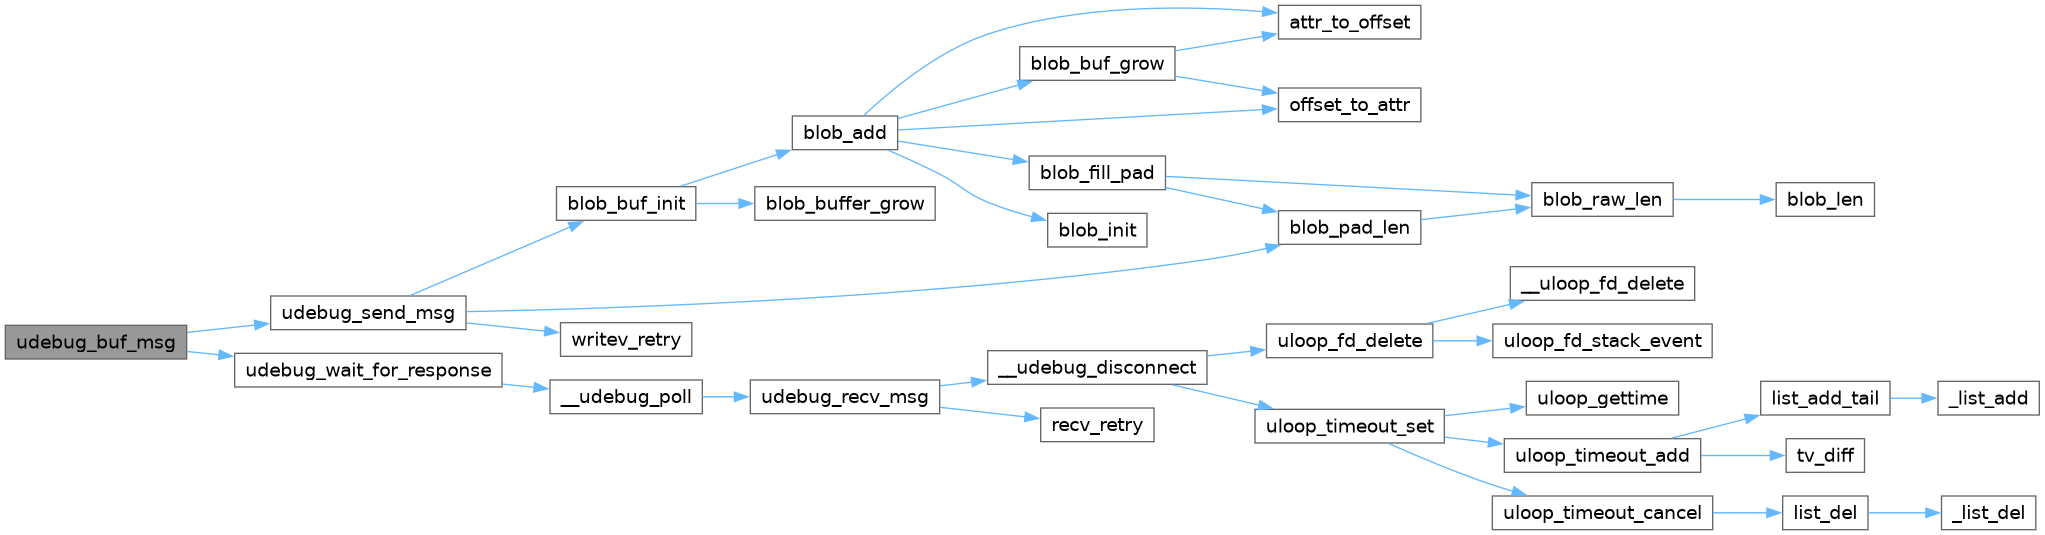 udebug_buf_msg
udebug_send_msg
udebug_wait_for_response
blob_buf_init
writev_retry
__udebug_poll
blob_add
blob_buffer_grow
udebug_recv_msg
blob_buf_grow
blob_fill_pad
blob_init
__udebug_disconnect
recv_retry
attr_to_offset
offset_to_attr
blob_pad_len
uloop_fd_delete
uloop_timeout_set
blob_raw_len
__uloop_fd_delete
uloop_fd_stack_event
uloop_gettime
uloop_timeout_add
uloop_timeout_cancel
blob_len
list_add_tail
tv_diff
list_del
_list_add
_list_del